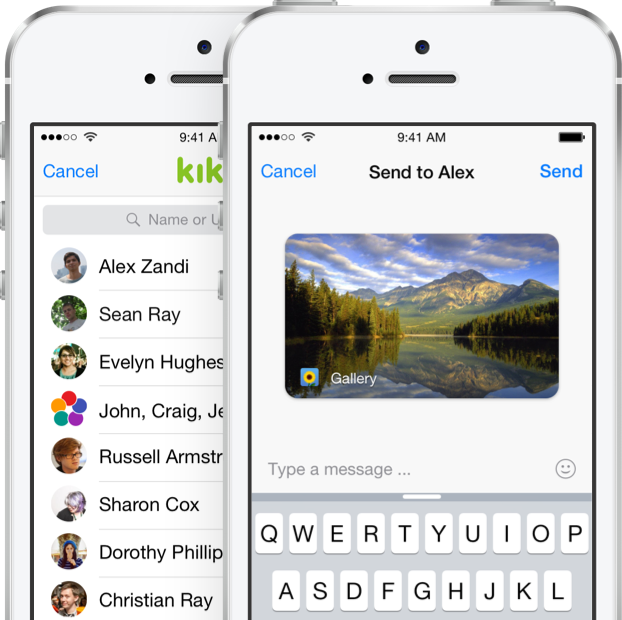 9:41 A
Cancel
kik
Name or U
Alex Zandi
Sean Ray
Evelyn Hughes
John, Craig, Je
Russell Armstr
Sharon Cox
Dorothy Phillip
Christian Ray
9:41 AM
Cancel Send to Alex Send
Gallery
Type a message ...
Q W E R T Y U I O P
A S D F G H J K L